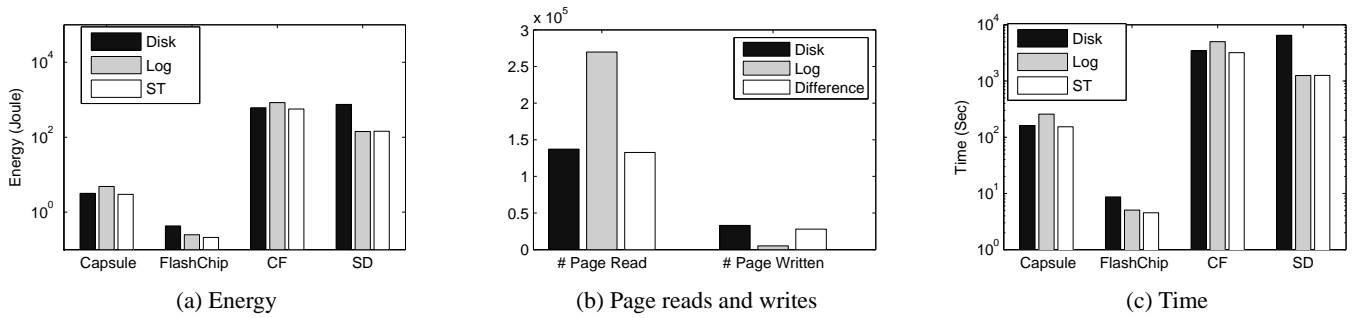 Energy (Joule)
10^4
10^2
10^0
Disk
Log
ST
Capsule
FlashChip
CF
SD
(a) Energy
x 10^5
3
2.5
2
1.5
1
0.5
0
Disk
Log
Difference
# Page Read
# Page Written
(b) Page reads and writes
Time (Sec)
10^4
10^3
10^2
10^1
10^0
Disk
Log
ST
Capsule
FlashChip
CF
SD
(c) Time